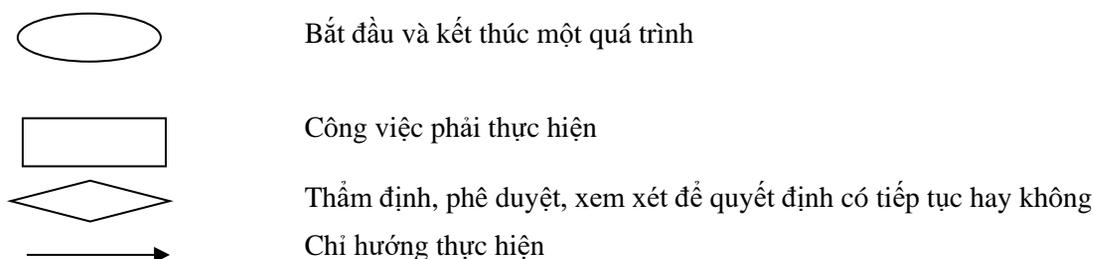 Bắt đầu và kết thúc một quá trình
Công việc phải thực hiện
Thẩm định, phê duyệt, xem xét để quyết định có tiếp tục hay không
Chỉ hướng thực hiện